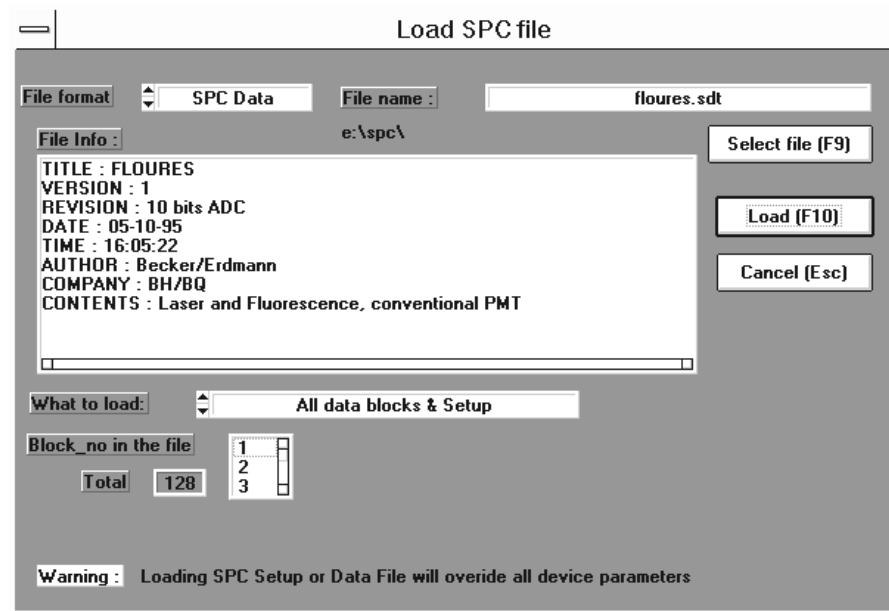 Load SPC file
File format SPC Data File name : floures.sdt
File Info : e:\spc\ Select file (F9)
TITLE : FLOURES
VERSION : 1
REVISION : 10 bits ADC
DATE : 05-10-95
TIME : 16:05:22
AUTHOR : Becker/Erdmann
COMPANY : BH/BQ
CONTENTS : Laser and Fluorescence, conventional PMT
Load (F10)
Cancel (Esc)
What to load: All data blocks & Setup
Block_no in the file
1
2
3
Total 128
Warning : Loading SPC Setup or Data File will overide all device parameters